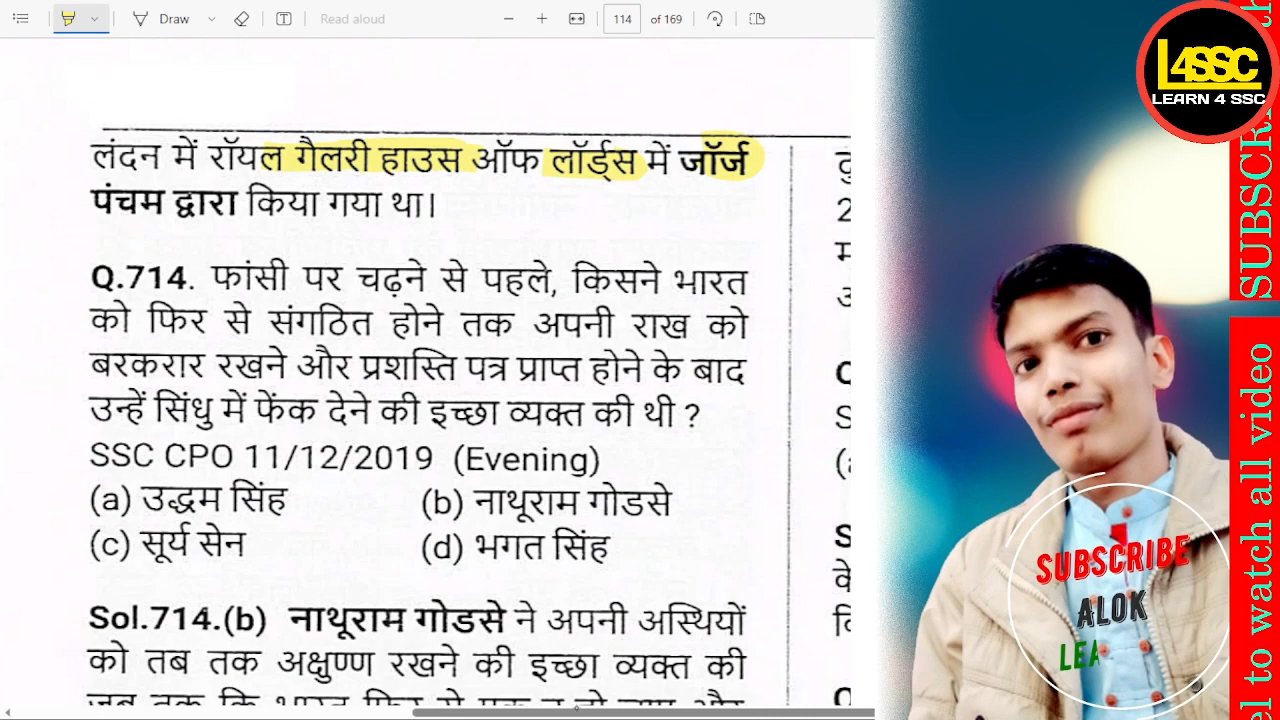 Draw
Read aloud
114 of 169
लंदन में रॉयल गैलरी हाउस ऑफ लॉर्ड्स में जॉर्ज
पंचम द्वारा किया गया था।
Q.714. फांसी पर चढ़ने से पहले, किसने भारत
को फिर से संगठित होने तक अपनी राख को
बरकरार रखने और प्रशस्ति पत्र प्राप्त होने के बाद
उन्हें सिंधु में फेंक देने की इच्छा व्यक्त की थी ?
SSC CPO 11/12/2019 (Evening)
(a) उद्धम सिंह (b) नाथूराम गोडसे
(c) सूर्य सेन (d) भगत सिंह
Sol.714.(b) नाथूराम गोडसे ने अपनी अस्थियों
को तब तक अक्षुण्ण रखने की इच्छा व्यक्त की
L4SSC
LEARN 4 SSC
SUBSCRIBE
ALOK
LEA
SUBSCRI
el to watch all video